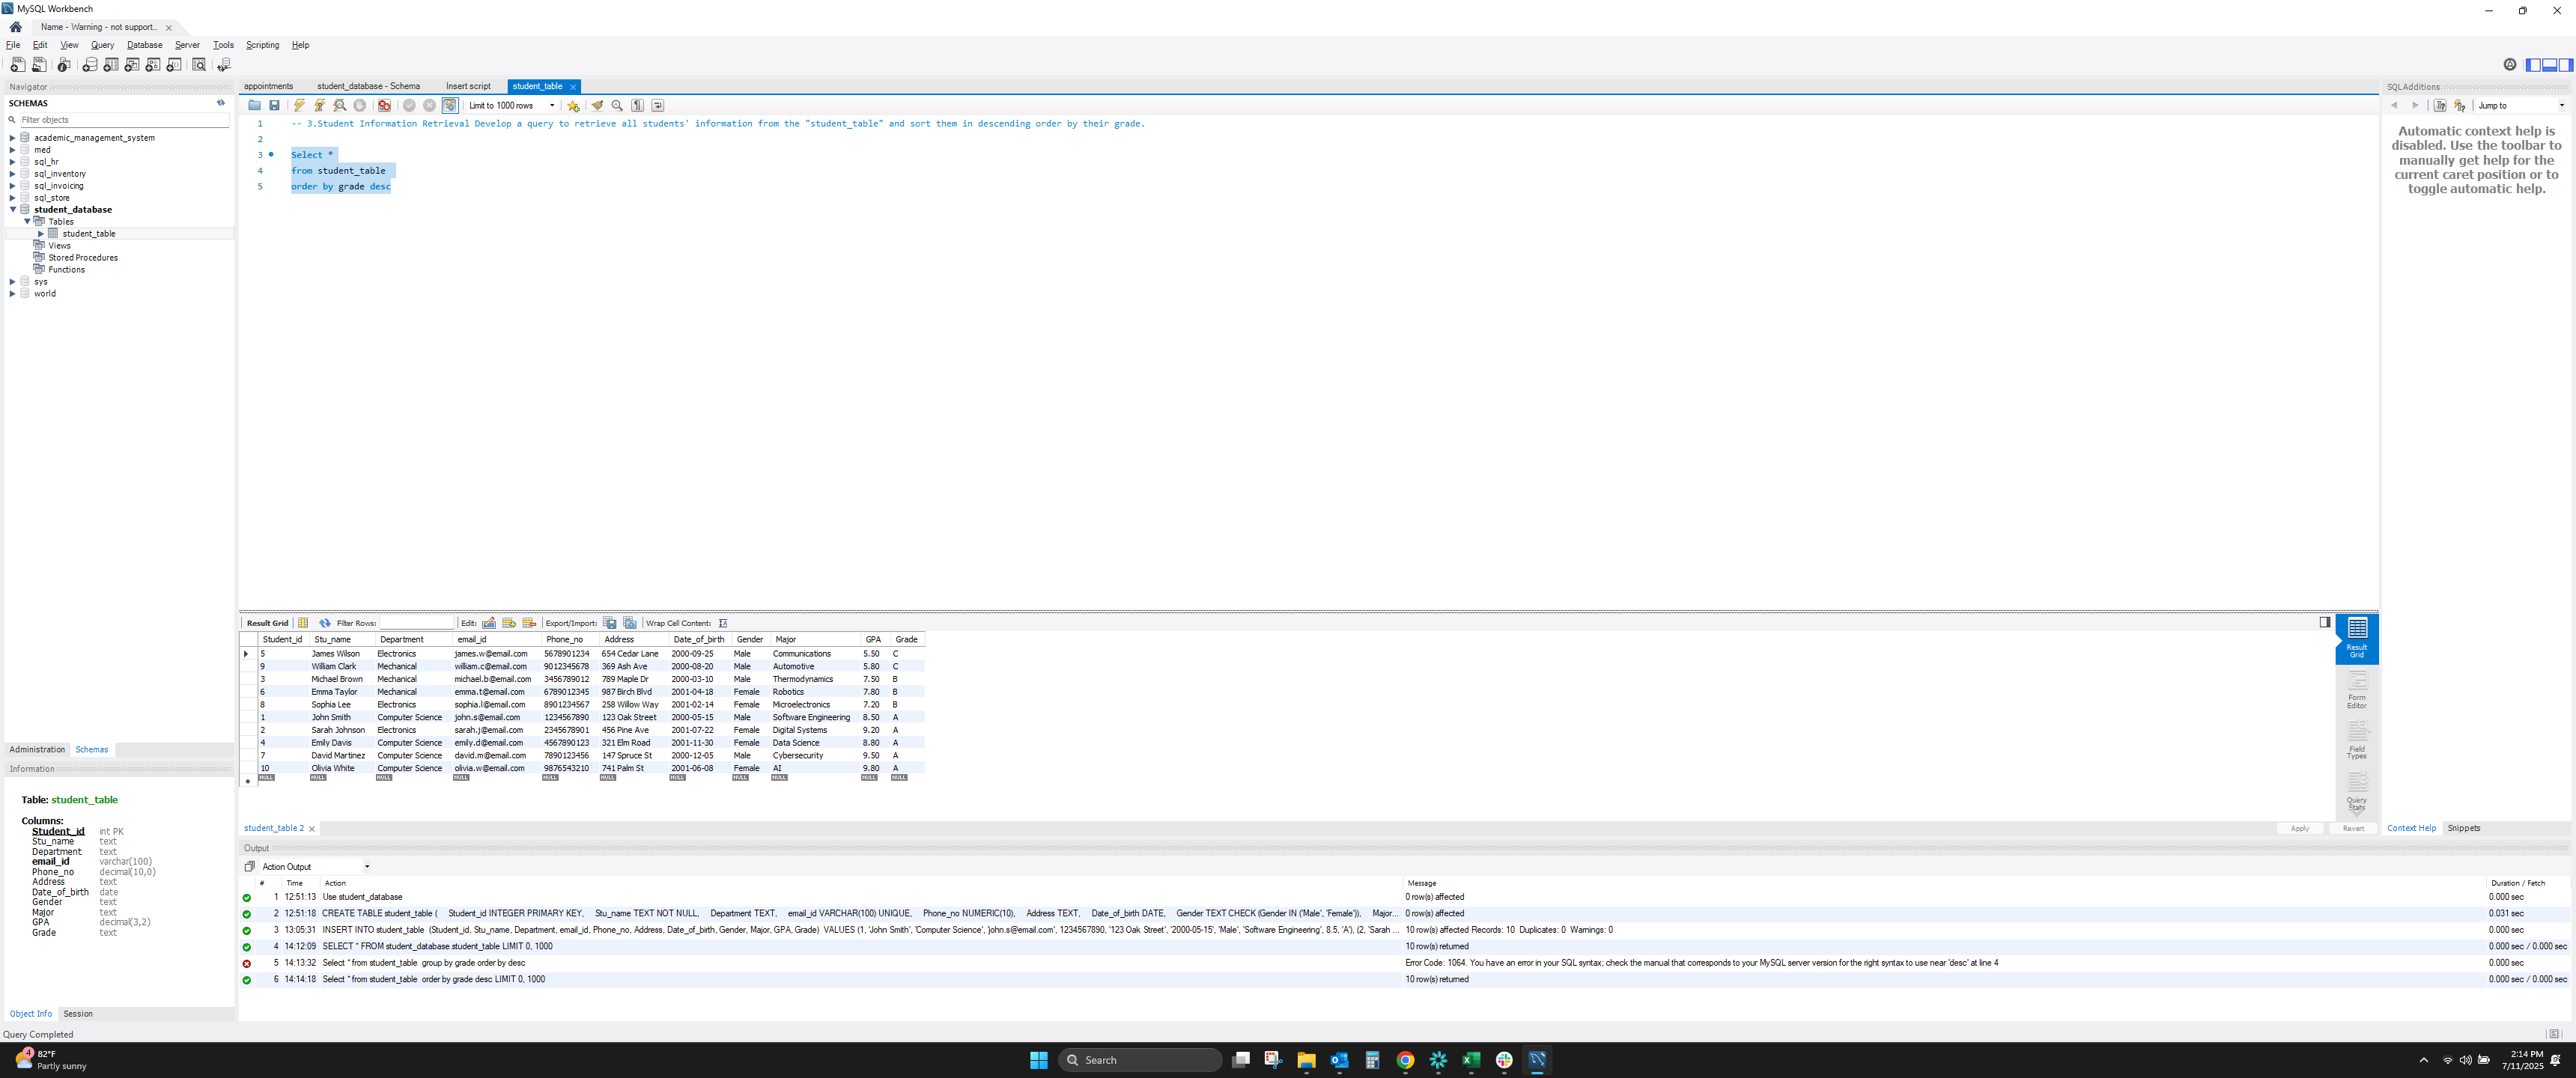 MySQL Workbench
Name - Warning - not support...
File Edit View Query Database Server Tools Scripting Help
Navigator
SCHEMAS
Filter objects
academic_management_system
med
sql_hr
sql_inventory
sql_invoicing
sql_store
student_database
Tables
student_table
Views
Stored Procedures
Functions
sys
world
Administration Schemas
Information
Table: student_table
Columns:
Student_id int PK
Stu_name text
Department text
email_id varchar(100)
Phone_no decimal(10,0)
Address text
Date_of_birth date
Gender text
Major text
GPA decimal(3,2)
Grade text
Object Info Session
Query Completed
appointments student_database - Schema Insert script student_table
Limit to 1000 rows
1 -- 3.Student Information Retrieval Develop a query to retrieve all students' information from the "student_table" and sort them in descending order by their grade.
2
3 Select *
4 from student_table
5 order by grade desc
Result Grid Filter Rows: Edit: Export/Import: Wrap Cell Content:
Student_id Stu_name Department email_id Phone_no Address Date_of_birth Gender Major GPA Grade
5 James Wilson Electronics james.w@email.com 5678901234 654 Cedar Lane 2000-09-25 Male Communications 5.50 C
9 William Clark Mechanical william.c@email.com 9012345678 369 Ash Ave 2000-08-20 Male Automotive 5.80 C
3 Michael Brown Mechanical michael.b@email.com 3456789012 789 Maple Dr 2000-03-10 Male Thermodynamics 7.50 B
6 Emma Taylor Mechanical emma.t@email.com 6789012345 987 Birch Blvd 2001-04-18 Female Robotics 7.80 B
8 Sophia Lee Electronics sophia.l@email.com 8901234567 258 Willow Way 2001-02-14 Female Microelectronics 7.20 B
1 John Smith Computer Science john.s@email.com 1234567890 123 Oak Street 2000-05-15 Male Software Engineering 8.50 A
2 Sarah Johnson Electronics sarah.j@email.com 2345678901 456 Pine Ave 2001-07-22 Female Digital Systems 9.20 A
4 Emily Davis Computer Science emily.d@email.com 4567890123 321 Elm Road 2001-11-30 Female Data Science 8.80 A
7 David Martinez Computer Science david.m@email.com 7890123456 147 Spruce St 2000-12-05 Male Cybersecurity 9.50 A
10 Olivia White Computer Science olivia.w@email.com 9876543210 741 Palm St 2001-06-08 Female AI 9.80 A
NULL NULL NULL NULL NULL NULL NULL NULL NULL NULL NULL
Result Grid
Form Editor
Field Types
Query Stats
student_table 2
Apply Revert
Output
Action Output
# Time Action Message Duration / Fetch
1 12:51:13 Use student_database 0 row(s) affected 0.000 sec
2 12:51:18 CREATE TABLE student_table ( Student_id INTEGER PRIMARY KEY, Stu_name TEXT NOT NULL, Department TEXT, email_id VARCHAR(100) UNIQUE, Phone_no NUMERIC(10), Address TEXT, Date_of_birth DATE, Gender TEXT CHECK (Gender IN ('Male', 'Female')), Major... 0 row(s) affected 0.031 sec
3 13:05:31 INSERT INTO student_table (Student_id, Stu_name, Department, email_id, Phone_no, Address, Date_of_birth, Gender, Major, GPA, Grade) VALUES (1, 'John Smith', 'Computer Science', 'john.s@email.com', 1234567890, '123 Oak Street', '2000-05-15', 'Male', 'Software Engineering', 8.5, 'A'), (2, 'Sarah ... 10 row(s) affected Records: 10 Duplicates: 0 Warnings: 0 0.000 sec
4 14:12:09 SELECT * FROM student_database.student_table LIMIT 0, 1000 10 row(s) returned 0.000 sec / 0.000 sec
5 14:13:32 Select * from student_table group by grade order by desc Error Code: 1064. You have an error in your SQL syntax; check the manual that corresponds to your MySQL server version for the right syntax to use near 'desc' at line 4 0.000 sec
6 14:14:18 Select * from student_table order by grade desc LIMIT 0, 1000 10 row(s) returned 0.000 sec / 0.000 sec
SQLAdditions
Jump to
Automatic context help is
disabled. Use the toolbar to
manually get help for the
current caret position or to
toggle automatic help.
Context Help Snippets
4
82°F
Partly sunny
Search
2:14 PM
7/11/2025